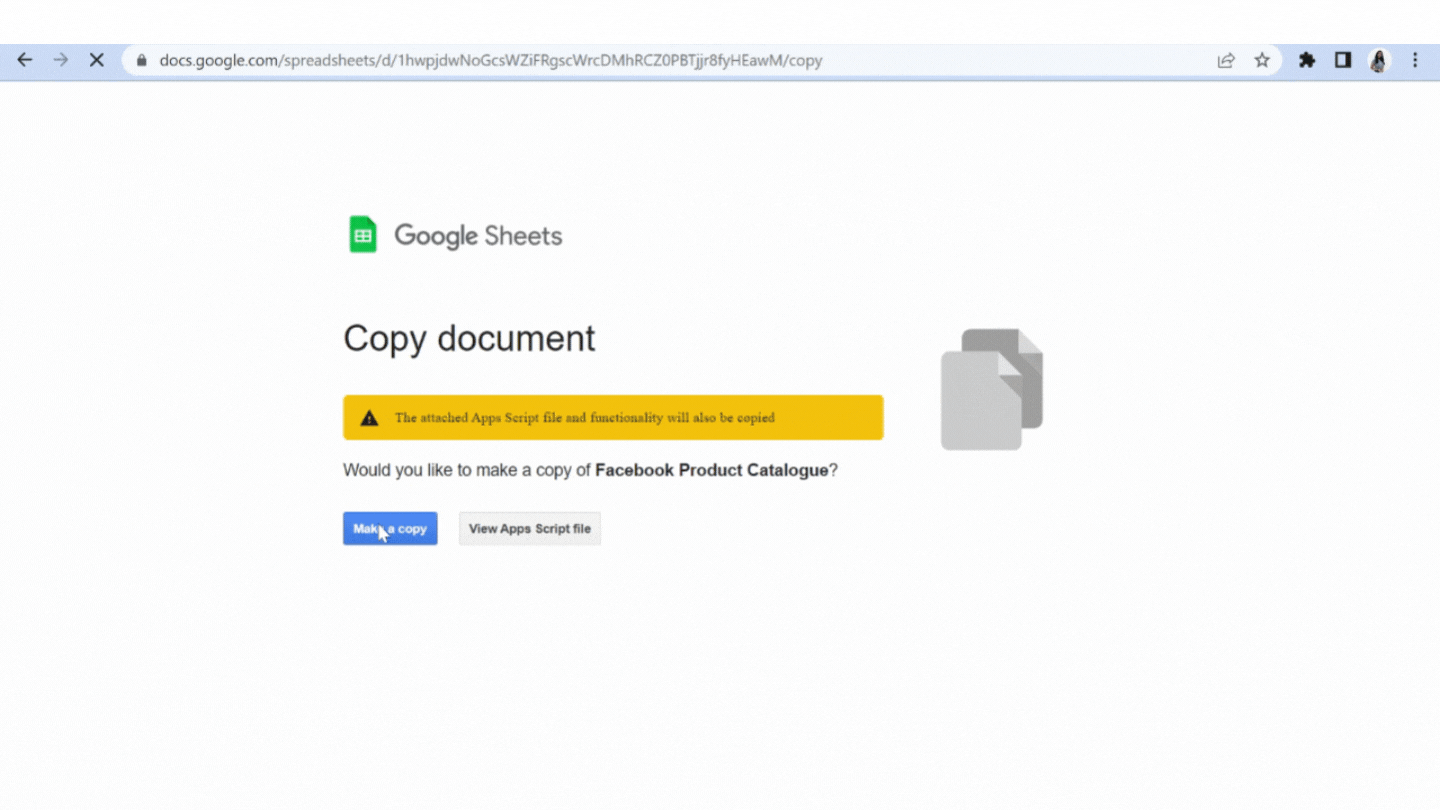 docs.google.com/spreadsheets/d/1hwpjdwNoGcsWZiFRgscWrcDMhRCZ0PBTjjr8fyHEawM/copy
Google Sheets
Copy document
The attached Apps Script file and functionality will also be copied
Would you like to make a copy of Facebook Product Catalogue?
Make a copy View Apps Script file